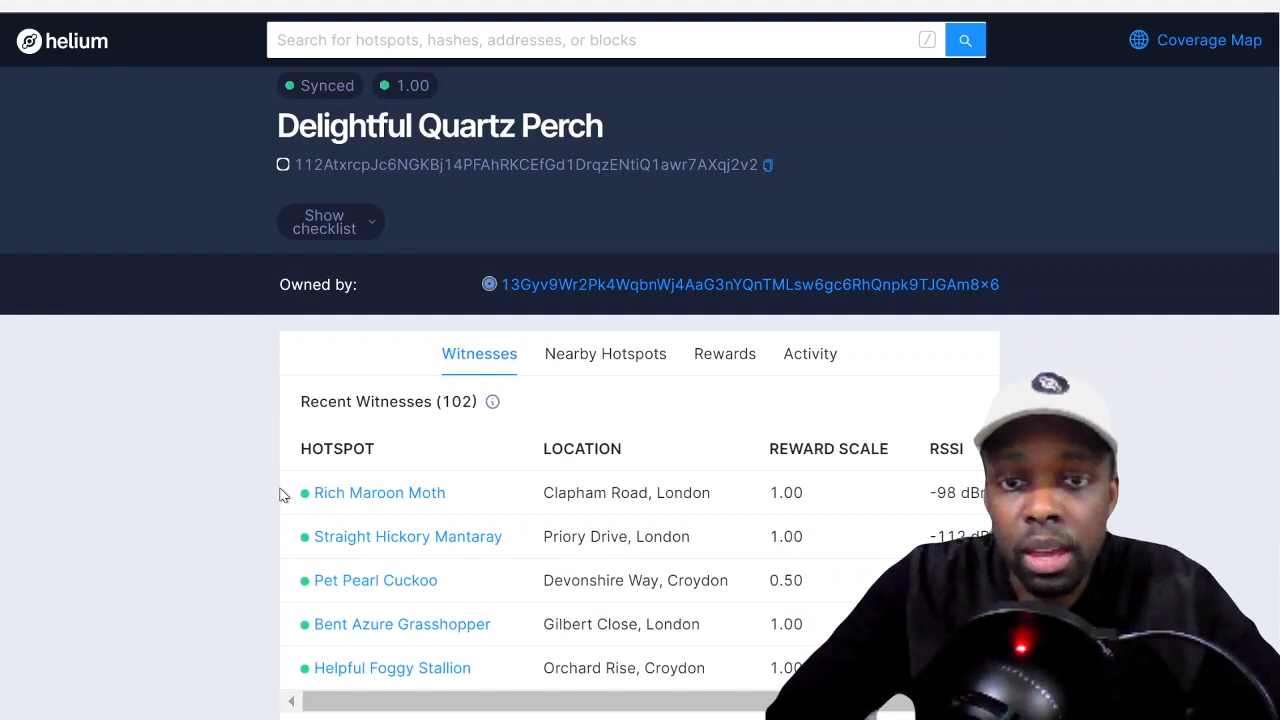 helium
Search for hotspots, hashes, addresses, or blocks
/
Coverage Map
Synced
1.00
Delightful Quartz Perch
112AtxrcpJc6NGKBj14PFAhRKCEfGd1DrqzENtiQ1awr7AXqj2v2
Show
checklist
Owned by:
13Gyv9Wr2Pk4WqbnWj4AaG3nYQnTMLsw6gc6RhQnpk9TJGAm8x6
Witnesses Nearby Hotspots Rewards Activity
Recent Witnesses (102)
HOTSPOT LOCATION REWARD SCALE RSSI
Rich Maroon Moth Clapham Road, London 1.00 -98
Straight Hickory Mantaray Priory Drive, London 1.00 -112
Pet Pearl Cuckoo Devonshire Way, Croydon 0.50
Bent Azure Grasshopper Gilbert Close, London 1.00
Helpful Foggy Stallion Orchard Rise, Croydon 1.00